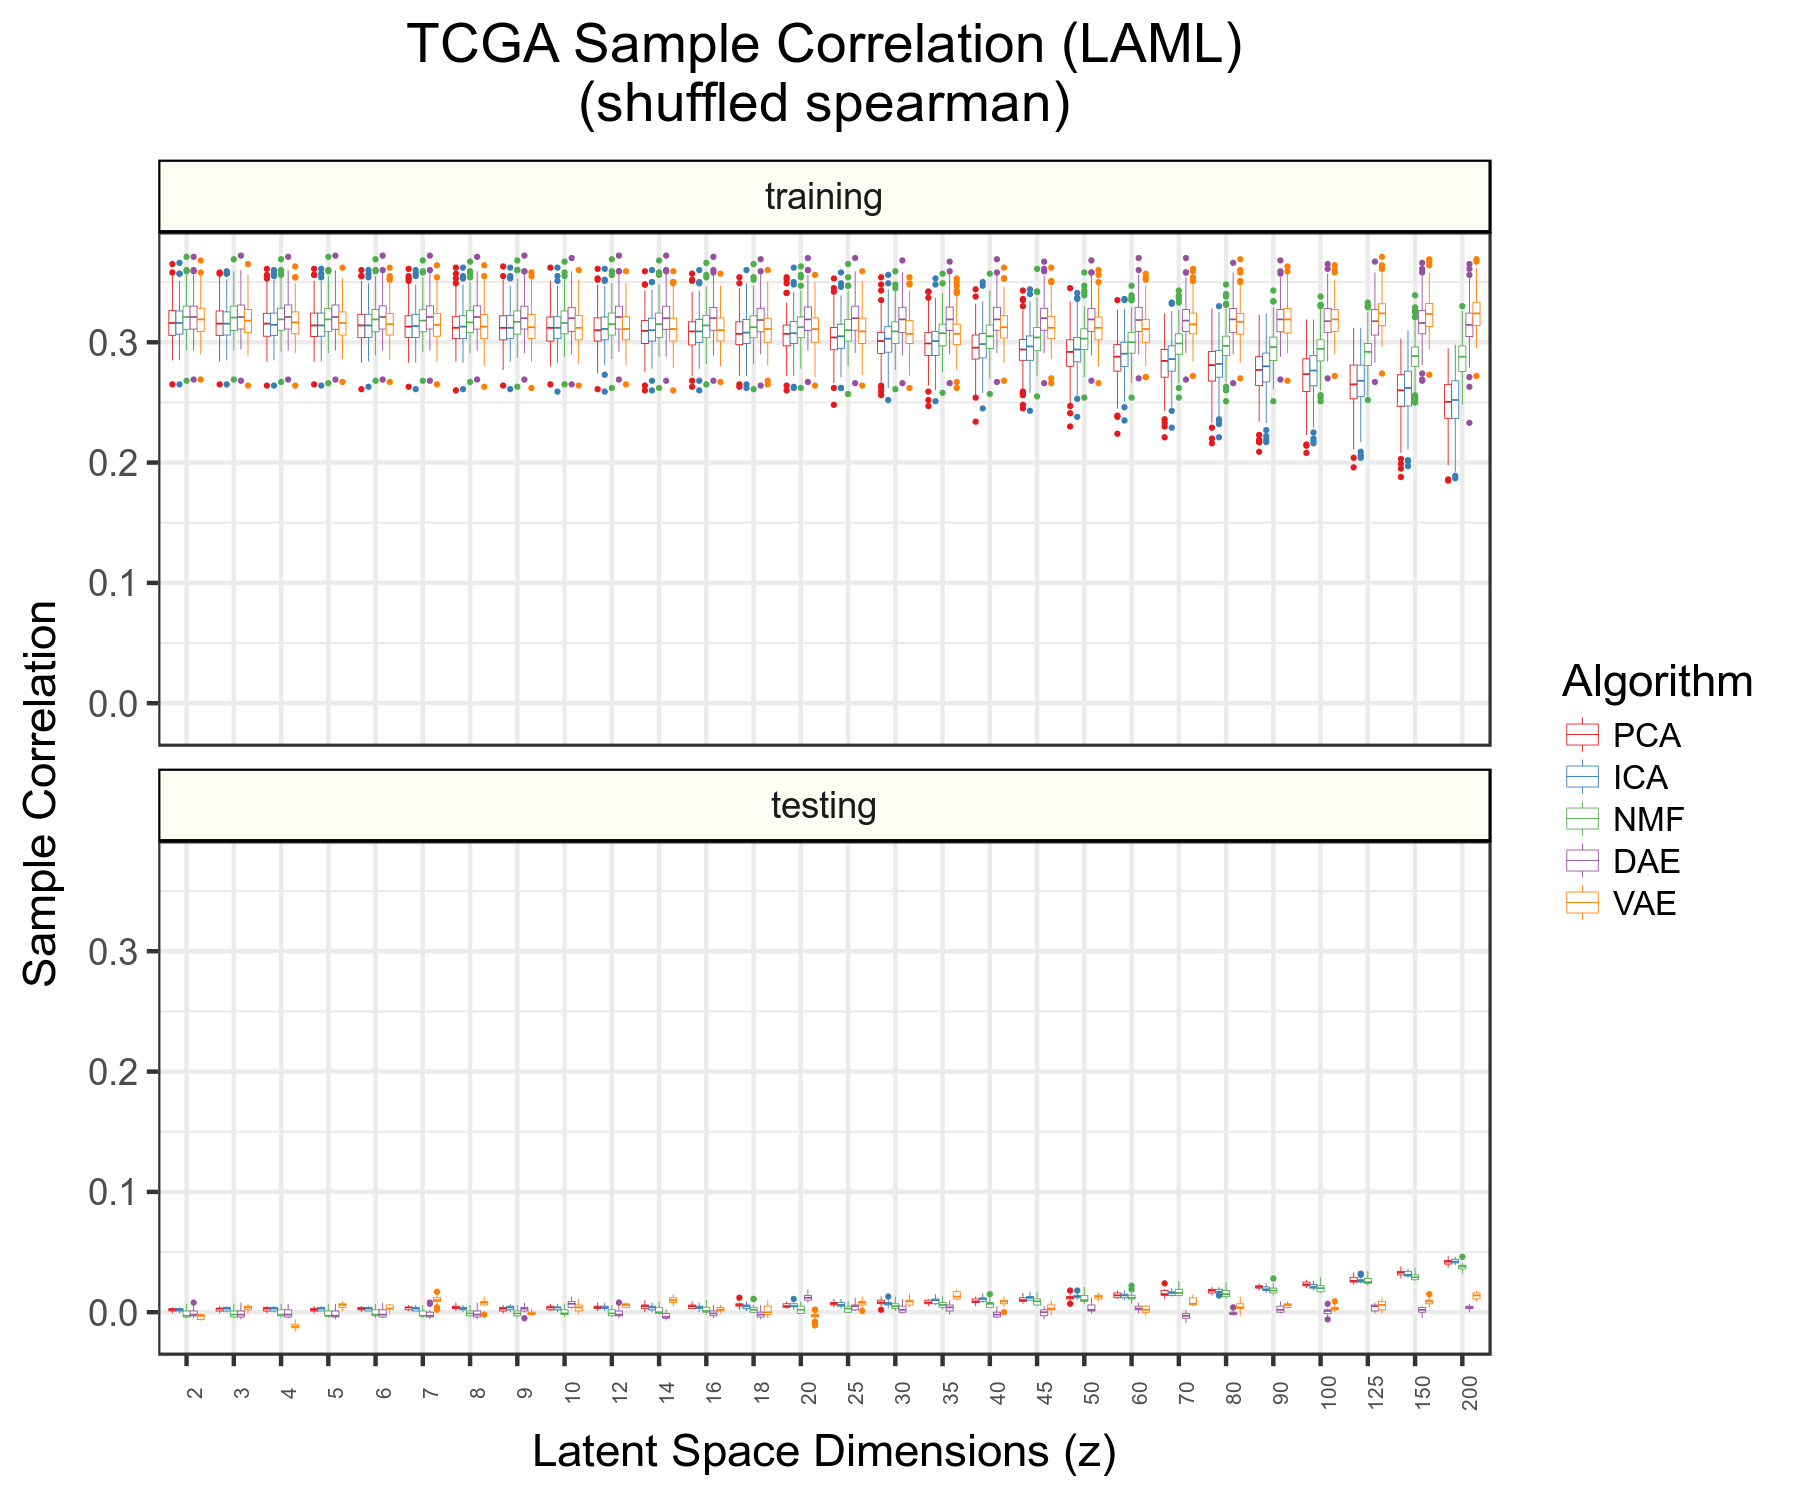 TCGA Sample Correlation (LAML)
(shuffled spearman)
training
0.3
0.2
0.1
0.0
testing
0.3
0.2
0.1
0.0
Sample Correlation
2 3 4 5 6 7 8 9 10 12 14 16 18 20 25 30 35 40 45 50 60 70 80 90 100 125 150 200
Latent Space Dimensions (z)
Algorithm
PCA
ICA
NMF
DAE
VAE